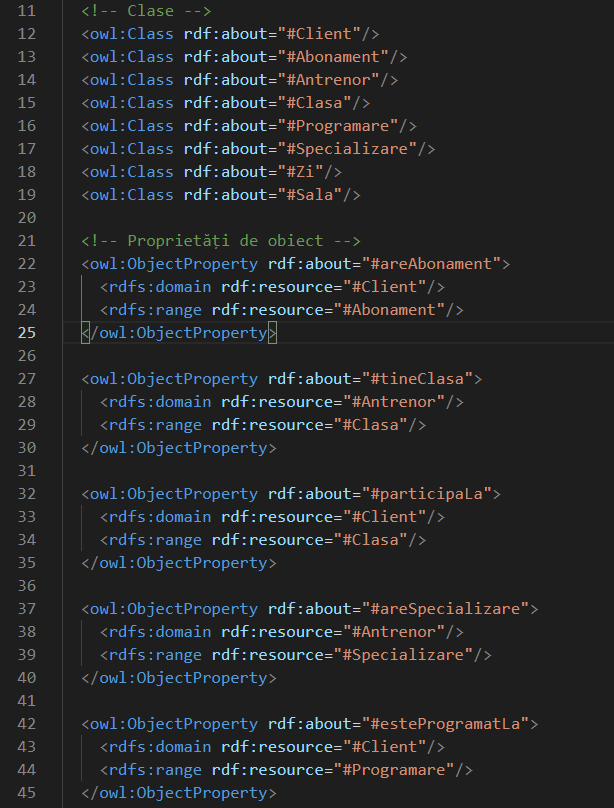 11 <!-- Clase -->
12 <owl:Class rdf:about="#Client"/>
13 <owl:Class rdf:about="#Abonament"/>
14 <owl:Class rdf:about="#Antrenor"/>
15 <owl:Class rdf:about="#Clasa"/>
16 <owl:Class rdf:about="#Programare"/>
17 <owl:Class rdf:about="#Specializare"/>
18 <owl:Class rdf:about="#Zi"/>
19 <owl:Class rdf:about="#Sala"/>
20
21 <!-- Proprietăți de obiect -->
22 <owl:ObjectProperty rdf:about="#areAbonament">
23 <rdfs:domain rdf:resource="#Client"/>
24 <rdfs:range rdf:resource="#Abonament"/>
25 </owl:ObjectProperty>
26
27 <owl:ObjectProperty rdf:about="#tineClasa">
28 <rdfs:domain rdf:resource="#Antrenor"/>
29 <rdfs:range rdf:resource="#Clasa"/>
30 </owl:ObjectProperty>
31
32 <owl:ObjectProperty rdf:about="#participaLa">
33 <rdfs:domain rdf:resource="#Client"/>
34 <rdfs:range rdf:resource="#Clasa"/>
35 </owl:ObjectProperty>
36
37 <owl:ObjectProperty rdf:about="#areSpecializare">
38 <rdfs:domain rdf:resource="#Antrenor"/>
39 <rdfs:range rdf:resource="#Specializare"/>
40 </owl:ObjectProperty>
41
42 <owl:ObjectProperty rdf:about="#esteProgramatLa">
43 <rdfs:domain rdf:resource="#Client"/>
44 <rdfs:range rdf:resource="#Programare"/>
45 </owl:ObjectProperty>